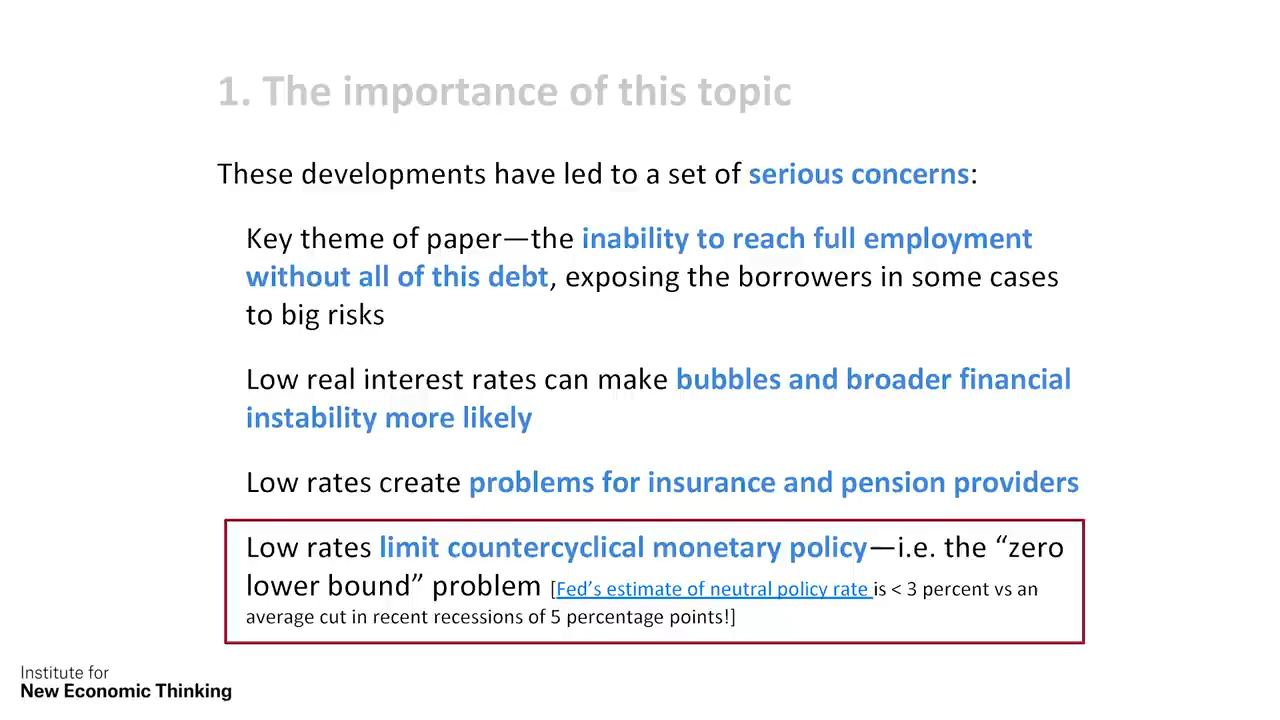 1. The importance of this topic
These developments have led to a set of serious concerns:
Key theme of paper—the inability to reach full employment
without all of this debt, exposing the borrowers in some cases
to big risks
Low real interest rates can make bubbles and broader financial
instability more likely
Low rates create problems for insurance and pension providers
Low rates limit countercyclical monetary policy—i.e. the “zero
lower bound” problem [Fed’s estimate of neutral policy rate is < 3 percent vs an
average cut in recent recessions of 5 percentage points!]
Institute for
New Economic Thinking